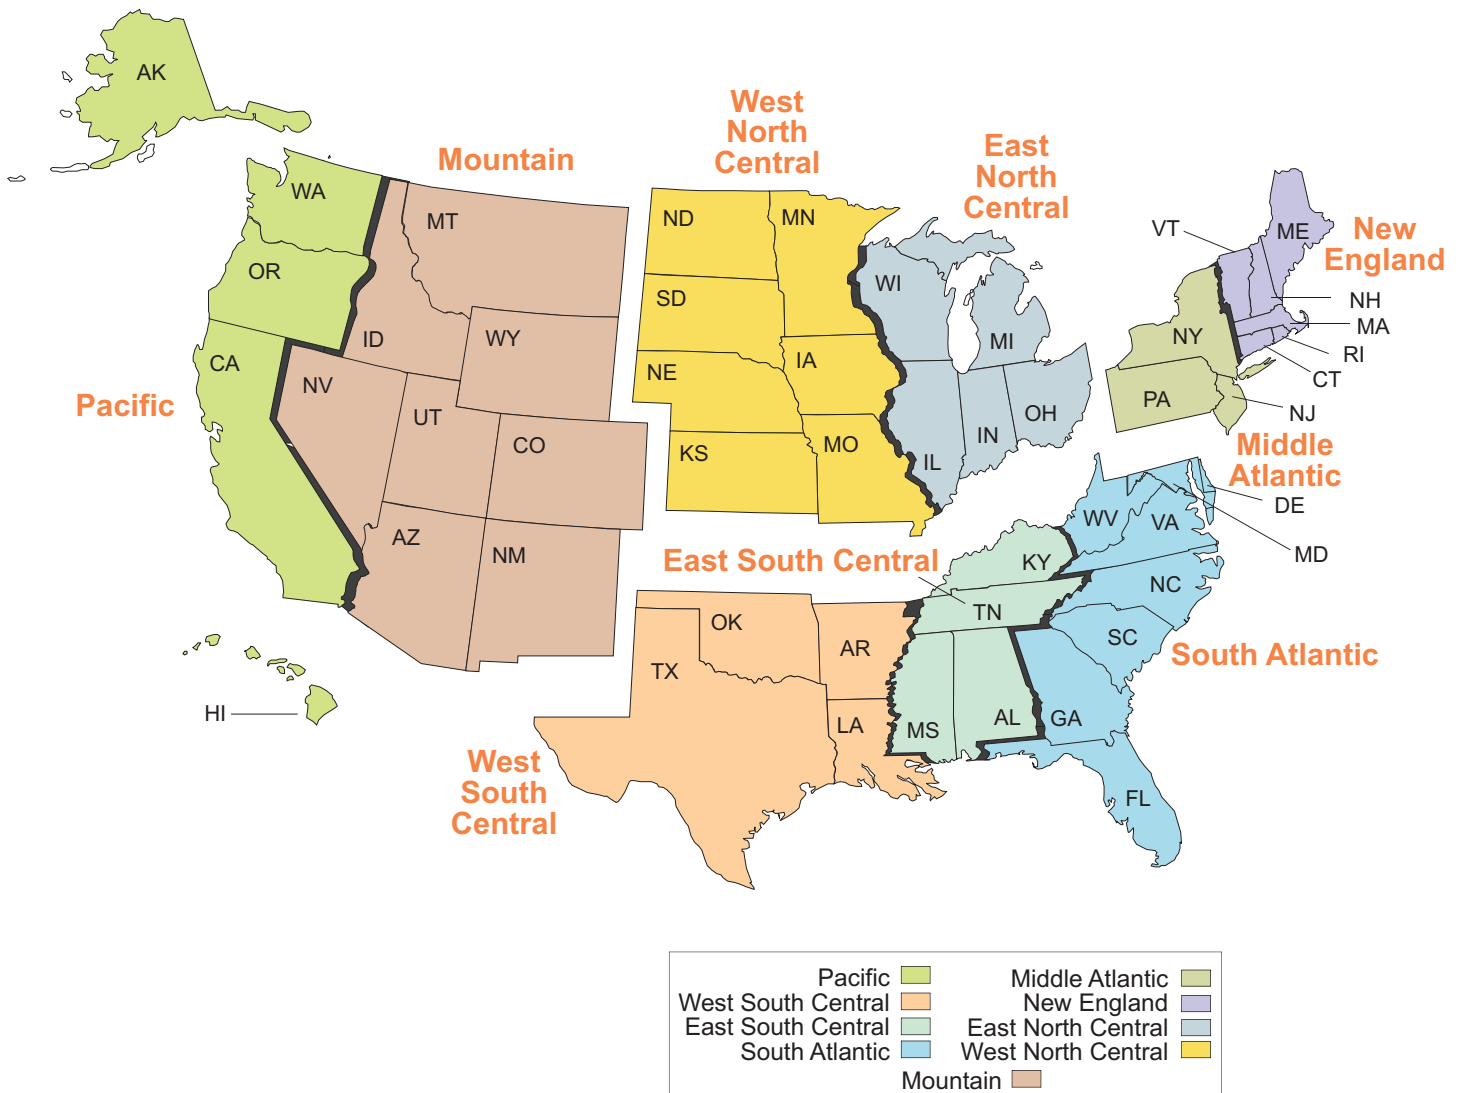 AK
West
North
Central
East
North
Central
Mountain
WA
MT
ND
MN
VT
ME
New
England
OR
WI
SD
NH
MA
ID
WY
NY
MI
RI
CA
IA
NV
NE
CT
Pacific
UT
PA
NJ
OH
CO
MO
IN
Middle
Atlantic
KS
IL
DE
WV
VA
AZ
NM
East South Central
KY
MD
NC
TN
OK
SC
AR
TX
South Atlantic
HI
LA
MS
AL
GA
West
South
Central
FL
Pacific
Middle Atlantic
West South Central
New England
East South Central
East North Central
South Atlantic
West North Central
Mountain